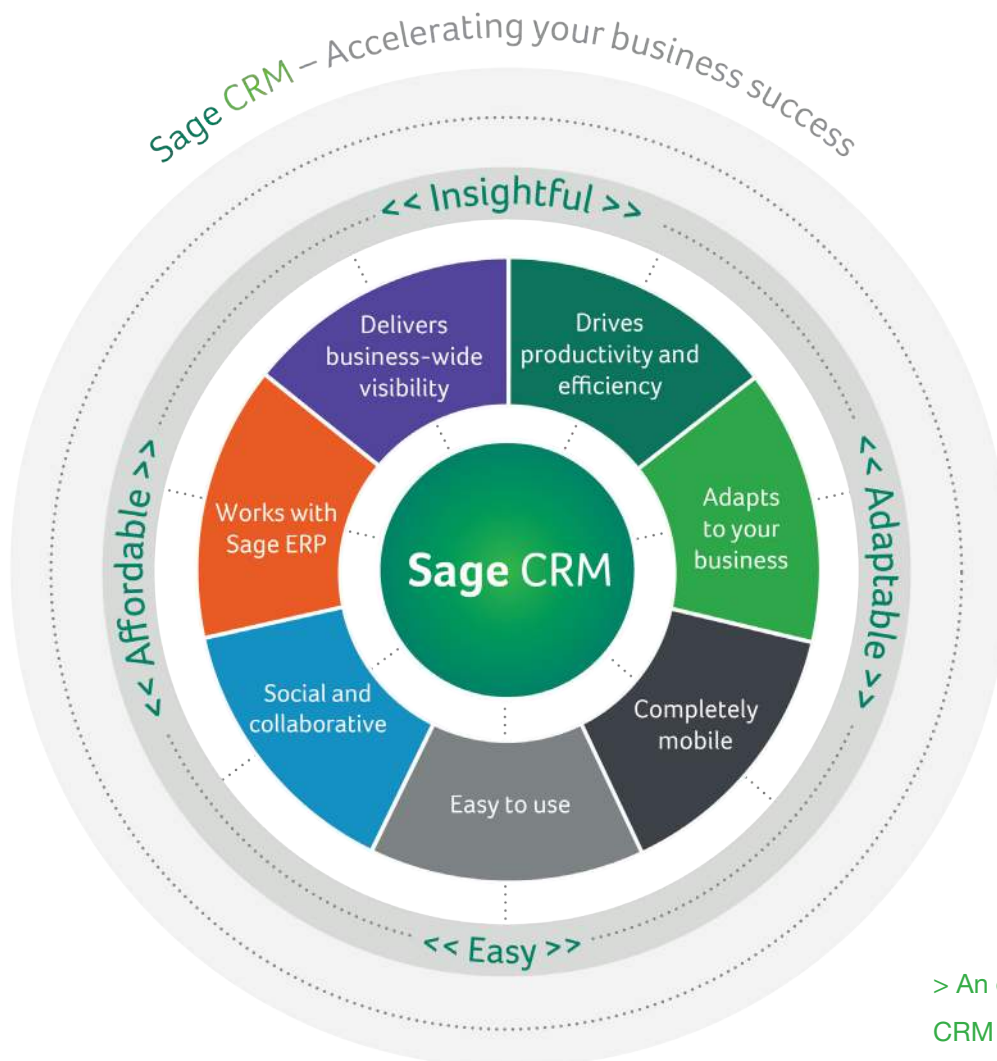 Sage CRM – Accelerating your business success
<< Insightful >>
Delivers
business-wide
visibility
Drives
productivity and
efficiency
<< Affordable >>
<< Adaptable >>
Works with
Sage ERP
Adapts
to your
business
Sage CRM
Social and
collaborative
Completely
mobile
Easy to use
<< Easy >>
> An
CRM